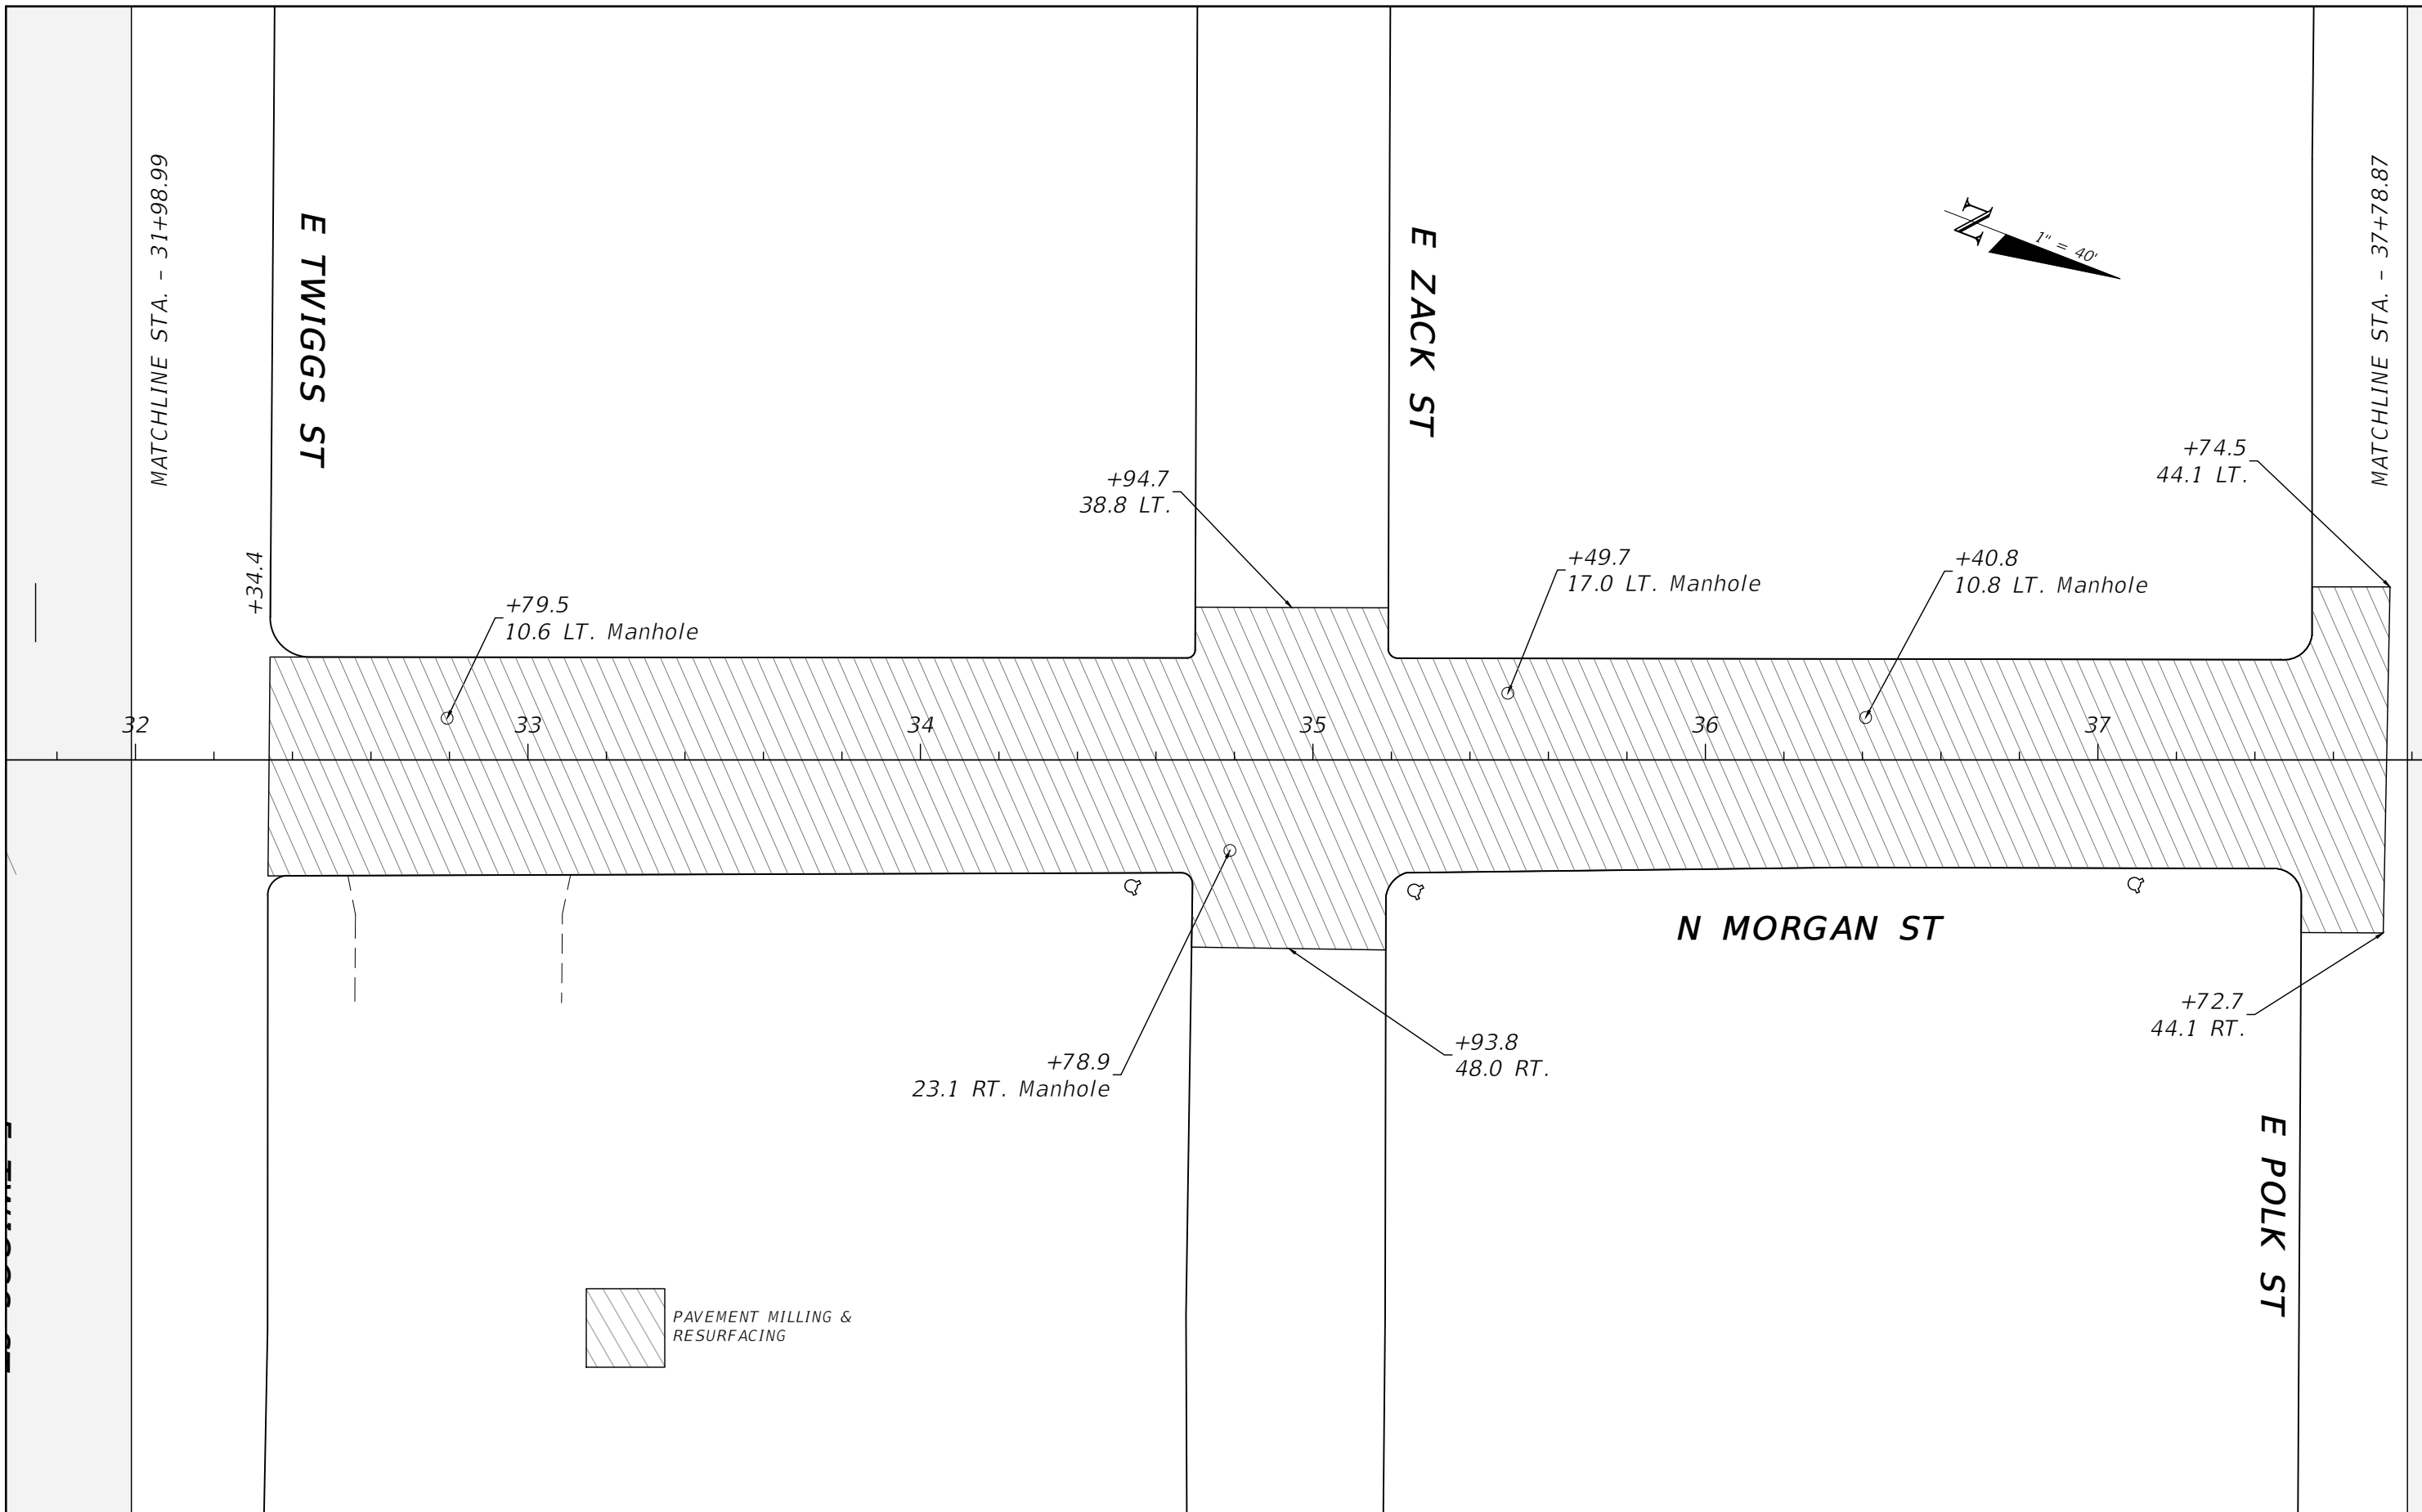 MATCHLINE STA. - 31+98.99
E TWIGGS ST
E ZACK ST
N
1" = 40'
MATCHLINE STA. - 37+78.87
+34.4
+79.5
10.6 LT. Manhole
+94.7
38.8 LT.
+49.7
17.0 LT. Manhole
+40.8
10.8 LT. Manhole
+74.5
44.1 LT.
32
33
34
35
36
37
N MORGAN ST
+78.9
23.1 RT. Manhole
+93.8
48.0 RT.
+72.7
44.1 RT.
E POLK ST
PAVEMENT MILLING &
RESURFACING